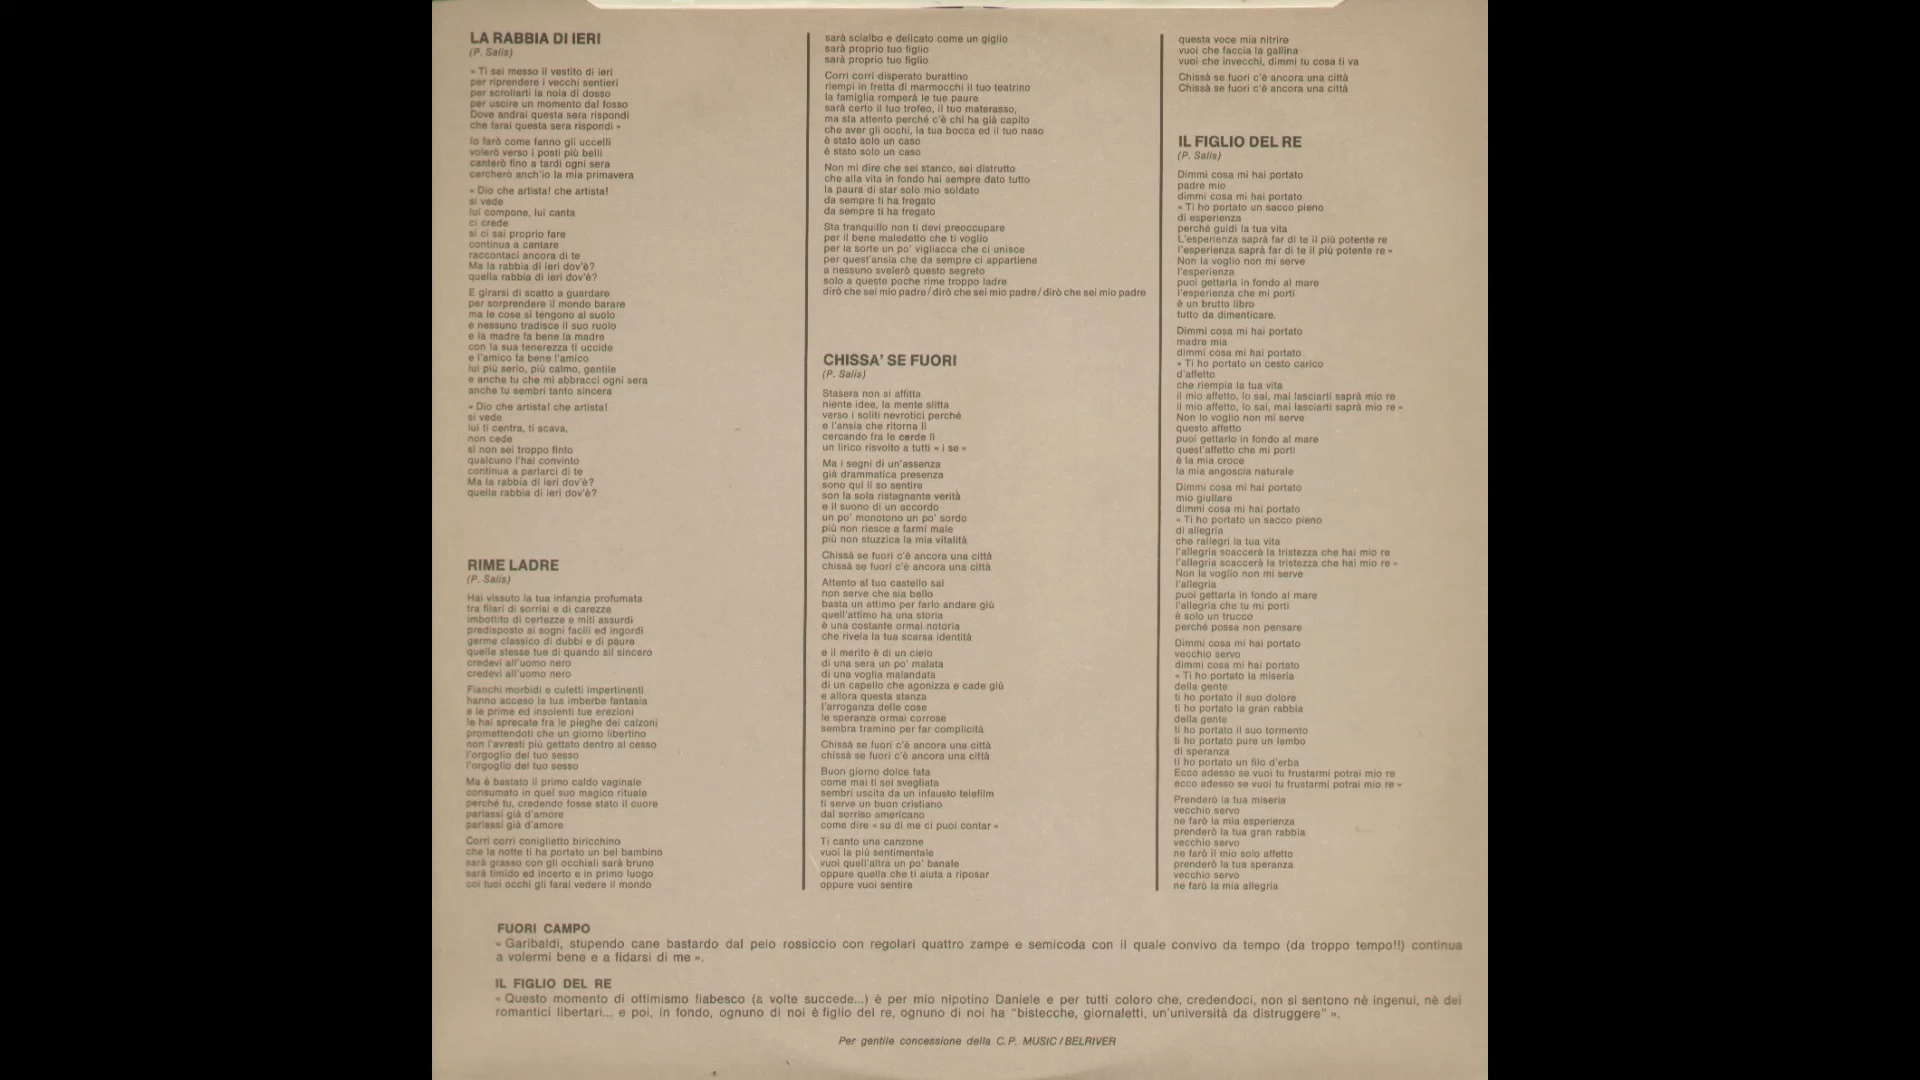 LA RABBIA DI IERI
(P. Salis)
« Ti sei messo il vestito di ieri
per riprendere i vecchi sentieri
per scrollarti la noia di dosso
per uscire un momento dal fosso
Dove andrai questa sera rispondi
che farai questa sera rispondi »
Io farò come fanno gli uccelli
volerò verso i posti più belli
canterò fino a tardi ogni sera
cercherò anch'io la mia primavera
« Dio che artista! che artista!
si vede
lui compone, lui canta
ci crede
si ci sai proprio fare
continua a cantare
raccontaci ancora di te
Ma la rabbia di ieri dov'è?
quella rabbia di ieri dov'è?
E girarsi di scatto a guardare
per sorprendere il mondo barare
ma le cose si tengono al suolo
e nessuno tradisce il suo ruolo
e la madre fa bene la madre
con la sua tenerezza ti uccide
e l'amico fa bene l'amico
lui più serio, più calmo, gentile
e anche tu che mi abbracci ogni sera
anche tu sembri tanto sincera
« Dio che artista! che artista!
si vede
lui ti centra, ti scava,
non cede
sì non sei troppo finto
qualcuno l'hai convinto
continua a parlarci di te
Ma la rabbia di ieri dov'è?
quella rabbia di ieri dov'è?
RIME LADRE
(P. Salis)
Hai vissuto la tua infanzia profumata
tra filari di sorrisi e di carezze
imbottito di certezze e miti assurdi
predisposto ai sogni facili ed ingordi
germe classico di dubbi e di paure
quelle stesse tue di quando sii sincero
credevi all'uomo nero
credevi all'uomo nero
Fianchi morbidi e culetti impertinenti
hanno acceso la tua imberbe fantasia
e le prime ed insolenti tue erezioni
le hai sprecate fra le pieghe dei calzoni
promettendoti che un giorno libertino
non l'avresti più gettato dentro al cesso
l'orgoglio del tuo sesso
l'orgoglio del tuo sesso
Ma è bastato il primo caldo vaginale
consumato in quel suo magico rituale
perché tu, credendo fosse stato il cuore
parlassi già d'amore
parlassi già d'amore
Corri corri coniglietto biricchino
che la notte ti ha portato un bel bambino
sarà grasso con gli occhiali sarà bruno
sarà timido ed incerto e in primo luogo
coi tuoi occhi gli farai vedere il mondo
sarà scialbo e delicato come un giglio
sarà proprio tuo figlio
sarà proprio tuo figlio
Corri corri disperato burattino
riempi in fretta di marmocchi il tuo teatrino
la famiglia romperà le tue paure
sarà certo il tuo trofeo, il tuo materasso,
ma sta attento perché c'è chi ha già capito
che aver gli occhi, la tua bocca ed il tuo naso
è stato solo un caso
è stato solo un caso
Non mi dire che sei stanco, sei distrutto
che alla vita in fondo hai sempre dato tutto
la paura di star solo mio soldato
da sempre ti ha fregato
da sempre ti ha fregato
Sta tranquillo non ti devi preoccupare
per il bene maledetto che ti voglio
per la sorte un po' vigliacca che ci unisce
per quest'ansia che da sempre ci appartiene
a nessuno svelerò questo segreto
solo a queste poche rime troppo ladre
dirò che sei mio padre/dirò che sei mio padre/dirò che sei mio padre
CHISSA' SE FUORI
(P. Salis)
Stasera non si affitta
niente idee, la mente slitta
verso i soliti nevrotici perché
e l'ansia che ritorna lì
cercando fra le corde lì
un lirico risvolto a tutti « i se »
Ma i segni di un'assenza
già drammatica presenza
sono qui li so sentire
son la sola ristagnante verità
e il suono di un accordo
un po' monotono un po' sordo
più non riesce a farmi male
più non stuzzica la mia vitalità
Chissà se fuori c'è ancora una città
chissà se fuori c'è ancora una città
Attento al tuo castello sai
non serve che sia bello
basta un attimo per farlo andare giù
quell'attimo ha una storia
è una costante ormai notoria
che rivela la tua scarsa identità
e il merito è di un cielo
di una sera un po' malata
di una voglia malandata
di un capello che agonizza e cade giù
e allora questa stanza
l'arroganza delle cose
le speranze ormai corrose
sembra tramino per far complicità
Chissà se fuori c'è ancora una città
chissà se fuori c'è ancora una città
Buon giorno dolce fata
come mai ti sei svegliata
sembri uscita da un infausto telefilm
ti serve un buon cristiano
dal sorriso americano
come dire « su di me ci puoi contar »
Ti canto una canzone
vuoi la più sentimentale
vuoi quell'altra un po' banale
oppure quella che ti aiuta a riposar
oppure vuoi sentire
questa voce mia nitrire
vuoi che faccia la gallina
vuoi che invecchi, dimmi tu cosa ti va
Chissà se fuori c'è ancora una città
Chissà se fuori c'è ancora una città
IL FIGLIO DEL RE
(P. Salis)
Dimmi cosa mi hai portato
padre mio
dimmi cosa mi hai portato
« Ti ho portato un sacco pieno
di esperienza
perché guidi la tua vita
L'esperienza saprà far di te il più potente re
l'esperienza saprà far di te il più potente re »
Non la voglio non mi serve
l'esperienza
puoi gettarla in fondo al mare
l'esperienza che mi porti
è un brutto libro
tutto da dimenticare.
Dimmi cosa mi hai portato
madre mia
dimmi cosa mi hai portato
« Ti ho portato un cesto carico
d'affetto
che riempia la tua vita
il mio affetto, lo sai, mai lasciarti saprà mio re
il mio affetto, lo sai, mai lasciarti saprà mio re »
Non lo voglio non mi serve
questo affetto
puoi gettarlo in fondo al mare
quest'affetto che mi porti
è la mia croce
la mia angoscia naturale
Dimmi cosa mi hai portato
mio giullare
dimmi cosa mi hai portato
« Ti ho portato un sacco pieno
di allegria
che rallegri la tua vita
l'allegria scaccerà la tristezza che hai mio re
l'allegria scaccerà la tristezza che hai mio re »
Non la voglio non mi serve
l'allegria
puoi gettarla in fondo al mare
l'allegria che tu mi porti
è solo un trucco
perché possa non pensare
Dimmi cosa mi hai portato
vecchio servo
dimmi cosa mi hai portato
« Ti ho portato la miseria
della gente
ti ho portato il suo dolore
ti ho portato la gran rabbia
della gente
ti ho portato il suo tormento
ti ho portato pure un lembo
di speranza
ti ho portato un filo d'erba
Ecco adesso se vuoi tu frustarmi potrai mio re
ecco adesso se vuoi tu frustarmi potrai mio re »
Prenderò la tua miseria
vecchio servo
ne farò la mia esperienza
prenderò la tua gran rabbia
vecchio servo
ne farò il mio solo affetto
prenderò la tua speranza
vecchio servo
ne farò la mia allegria
FUORI CAMPO
« Garibaldi, stupendo cane bastardo dal pelo rossiccio con regolari quattro zampe e semicoda con il quale convivo da tempo (da troppo tempo!!) continua
a volermi bene e a fidarsi di me ».
IL FIGLIO DEL RE
« Questo momento di ottimismo fiabesco (a volte succede...) è per mio nipotino Daniele e per tutti coloro che, credendoci, non si sentono nè ingenui, nè dei
romantici libertari... e poi, in fondo, ognuno di noi è figlio del re, ognuno di noi ha "bistecche, giornaletti, un'università da distruggere" ».
Per gentile concessione della C.P. MUSIC/BELRIVER